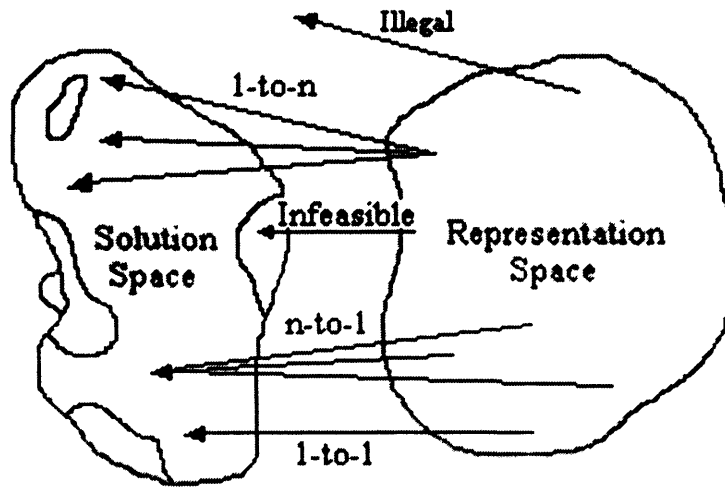 Illegal
1-to-n
Infeasible
Solution
Space
Representation
Space
n-to-1
1-to-1